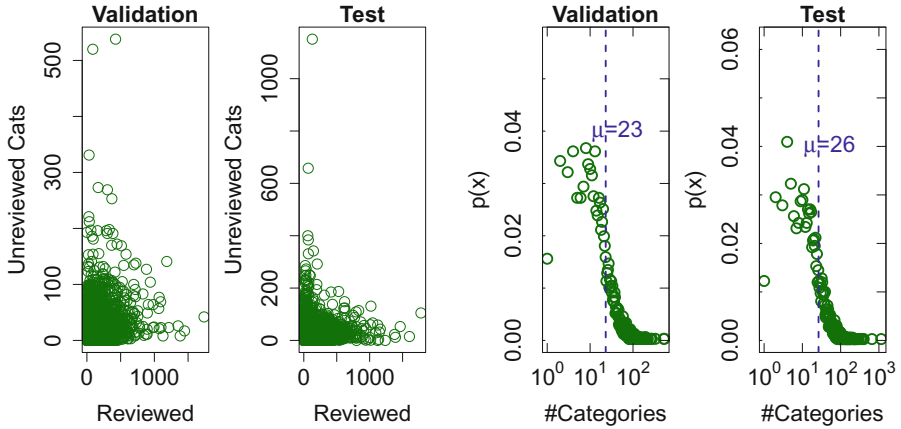 Validation
Unreviewed Cats
0
100
300
500
0
1000
Reviewed
Test
Unreviewed Cats
0
200
600
1000
0
1000
Reviewed
Validation
p(x)
0.00
0.02
0.04
μ=23
10^0
10^1
10^2
#Categories
Test
p(x)
0.00
0.02
0.04
0.06
μ=26
10^0
10^1
10^2
10^3
#Categories